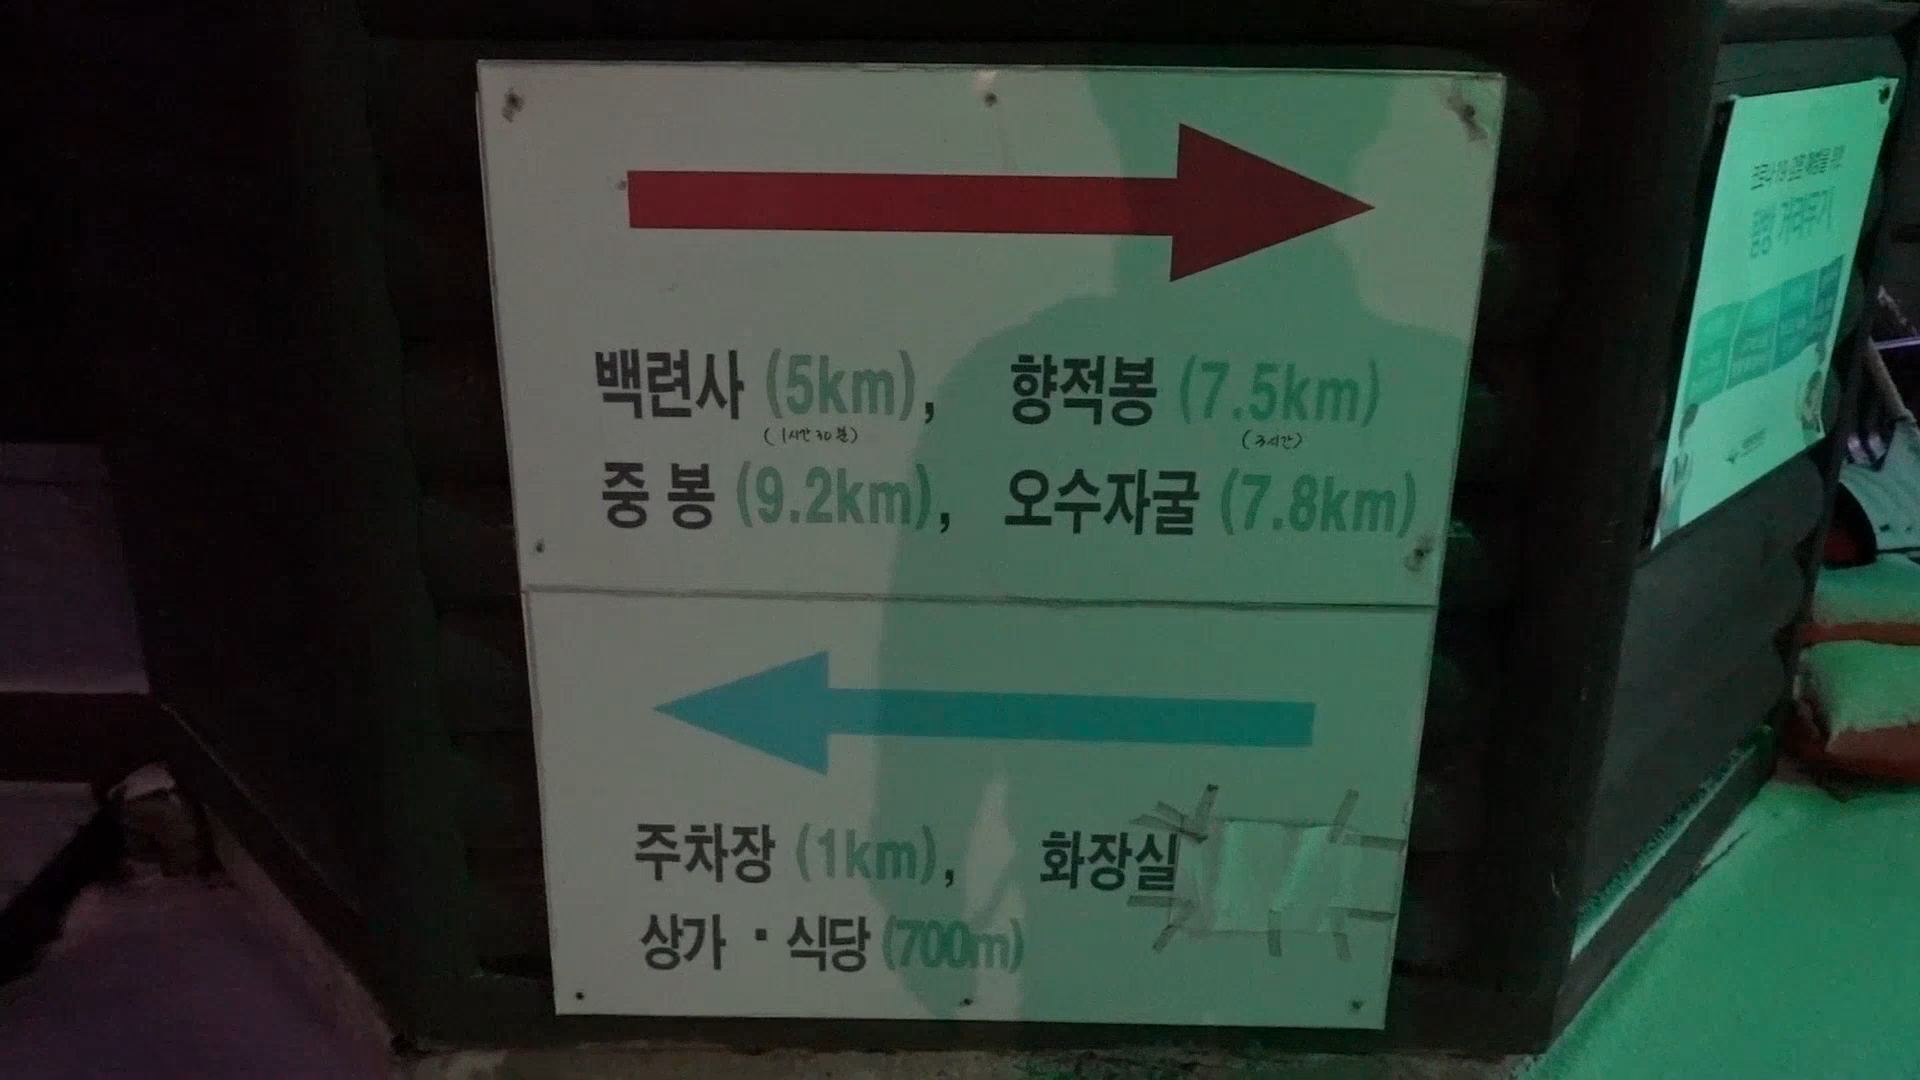 백련사 (5km), 향적봉 (7.5km)
(1시간 30분) (3시간)
중 봉 (9.2km), 오수자굴 (7.8km)
주차장 (1km), 화장실
상가 · 식당 (700m)